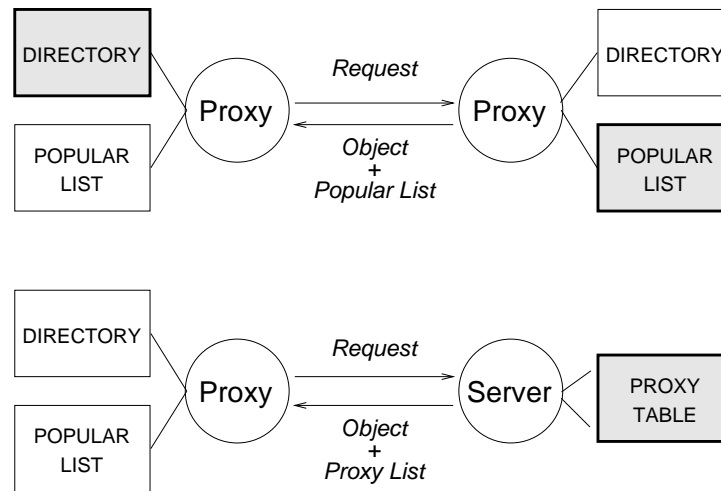 DIRECTORY
POPULAR
LIST
Proxy
Request
Object
+
Popular List
Proxy
DIRECTORY
POPULAR
LIST
DIRECTORY
POPULAR
LIST
Proxy
Request
Object
+
Proxy List
Server
PROXY
TABLE